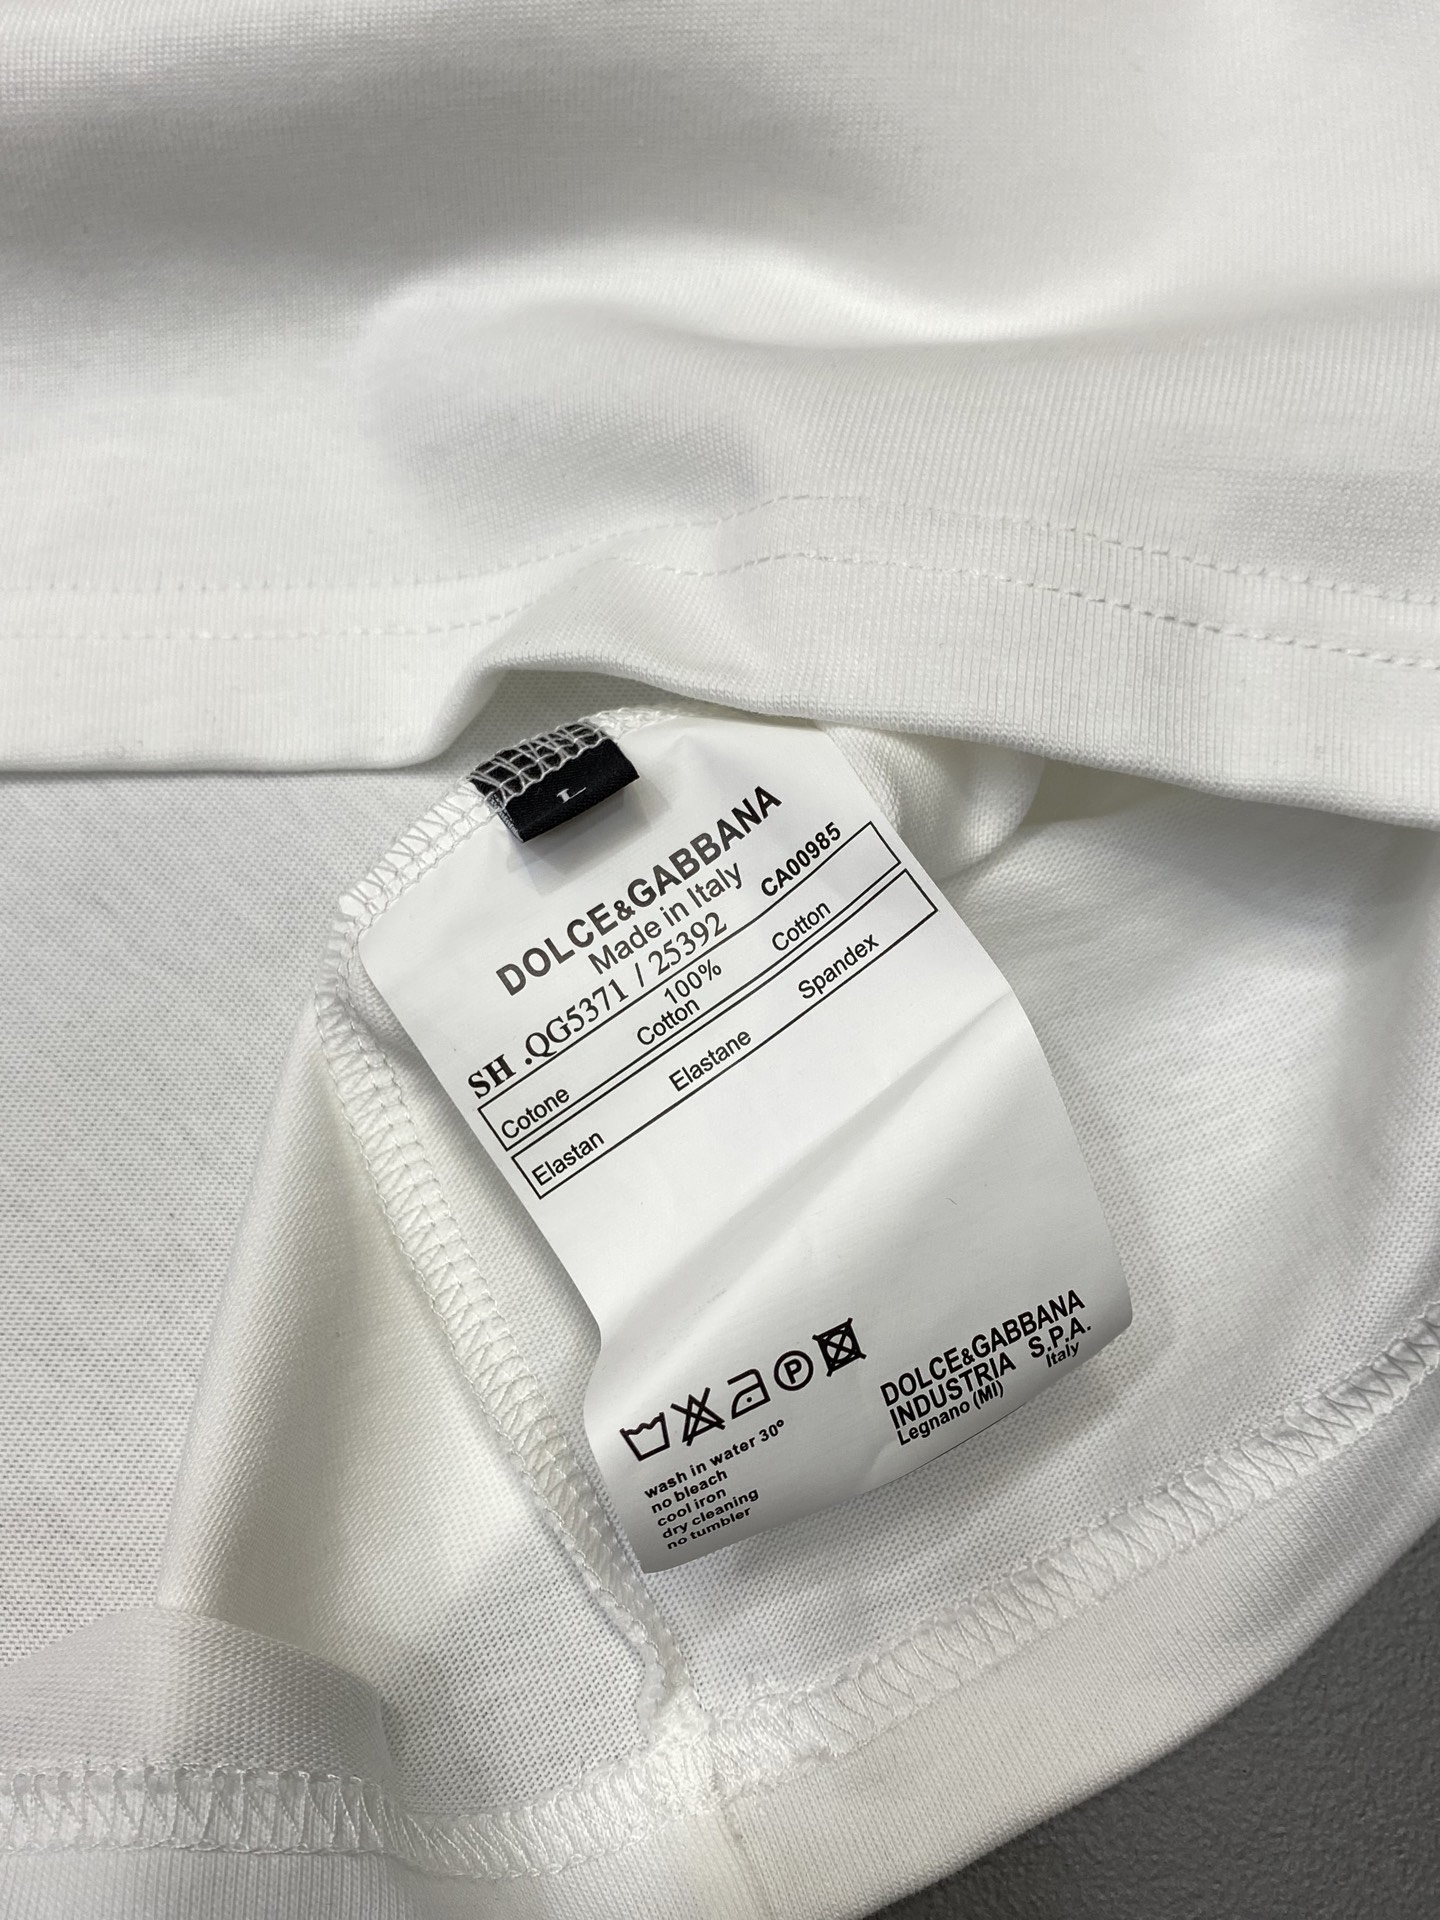 L
DOLCE&GABBANA
Made in Italy
SH .QG5371 / 25392 CA00985
100%
Cotone Cotton Cotton
Elastan Elastane Spandex
wash in water 30°
no bleach
cool iron
dry cleaning
no tumbler
P
DOLCE&GABBANA
INDUSTRIA S.P.A.
Legnano (MI) Italy